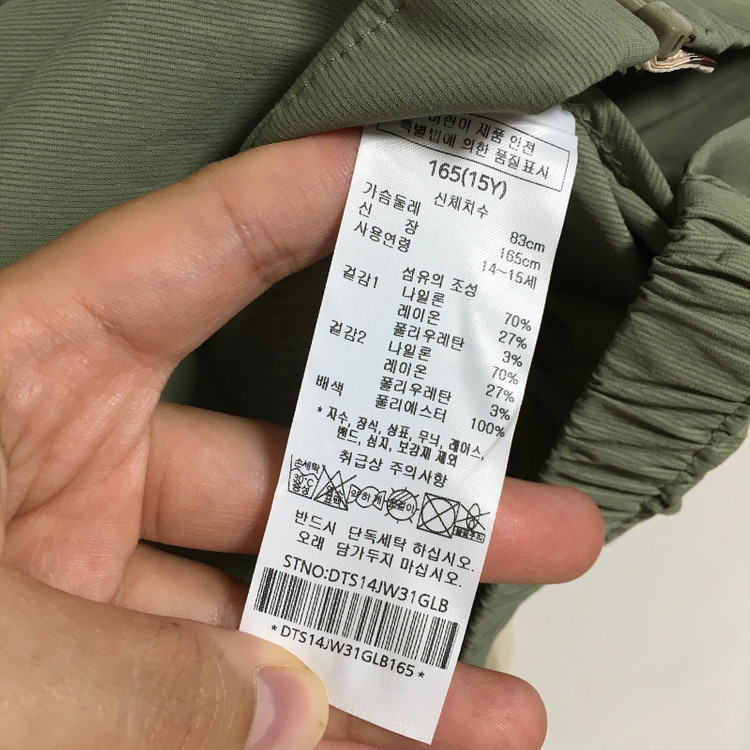 어린이 제품 안전
특별법에 의한 품질표시
165(15Y)
신체치수
가슴둘레 83cm
신 장 165cm
사용연령 14~15세
섬유의 조성
겉감1 나일론 70%
레이온 27%
폴리우레탄 3%
겉감2 나일론 70%
레이온 27%
폴리우레탄 3%
배색 폴리에스터 100%
* 자수, 장식, 상표, 무늬, 레이스,
밴드, 심지, 보강재 제외
취급상 주의사항
손세탁
약하게
반드시 단독세탁 하십시오.
오래 담가두지 마십시오.
STNO:DTS14JW31GLB
*DTS14JW31GLB165*